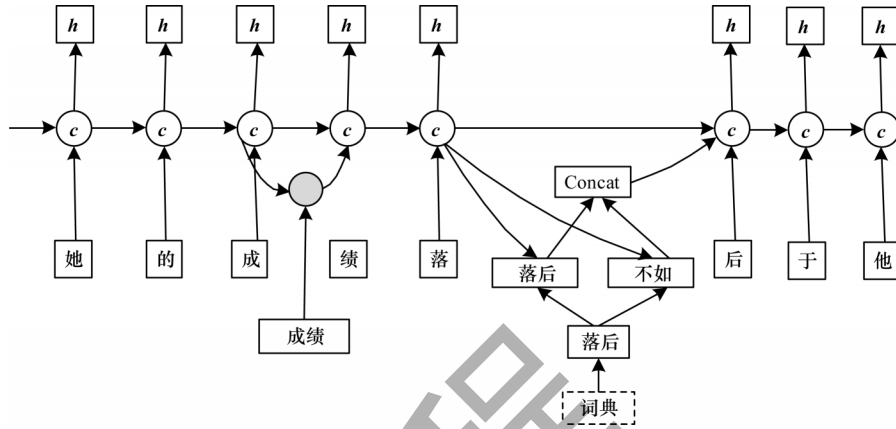 h h h h h h h h
c c c c c c c c
Concat
她 的 成 绩 落 后 于 他
落后 不如
成绩 落后
词典